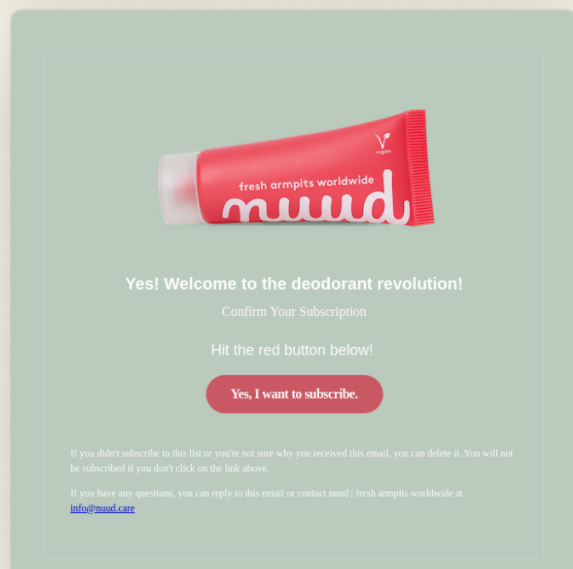 vegan
fresh armpits worldwide
nuud
Yes! Welcome to the deodorant revolution!
Confirm Your Subscription
Hit the red button below!
Yes, I want to subscribe.
If you didn't subscribe to this list or you're not sure why you received this email, you can delete it. You will not
be subscribed if you don't click on the link above.
If you have any questions, you can reply to this email or contact nuud | fresh armpits worldwide at
info@nuud.care